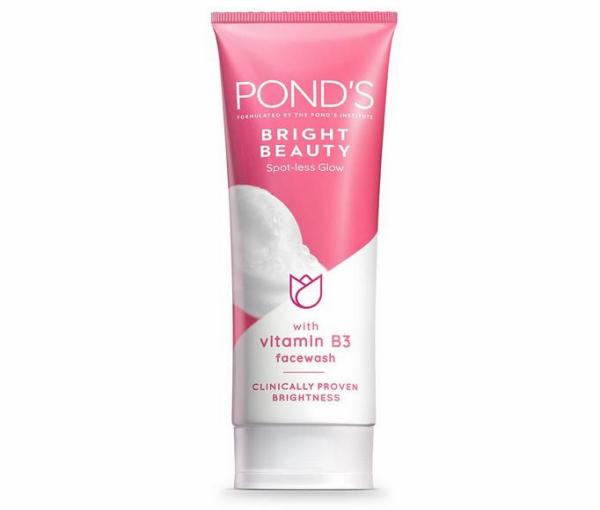 POND'S
FORMULATED BY THE POND'S INSTITUTE
BRIGHT
BEAUTY
Spot-less Glow
with
vitamin B3
facewash
CLINICALLY PROVEN
BRIGHTNESS